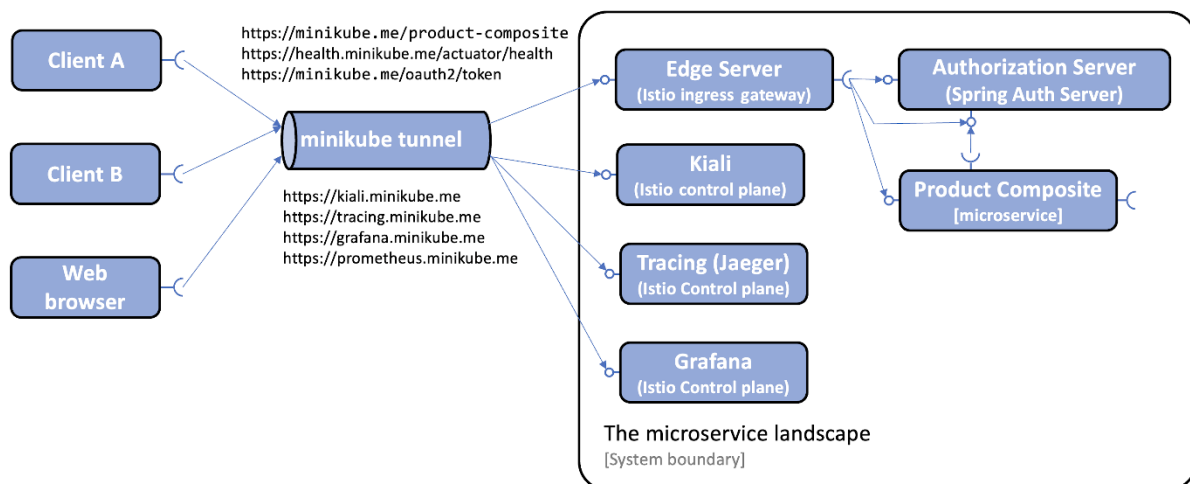 Client A
Client B
Web
browser
https://minikube.me/product-composite
https://health.minikube.me/actuator/health
https://minikube.me/oauth2/token
minikube tunnel
https://kiali.minikube.me
https://tracing.minikube.me
https://grafana.minikube.me
https://prometheus.minikube.me
Edge Server
(Istio ingress gateway)
Authorization Server
(Spring Auth Server)
Kiali
(Istio control plane)
Product Composite
[microservice]
Tracing (Jaeger)
(Istio Control plane)
Grafana
(Istio Control plane)
The microservice landscape
[System boundary]